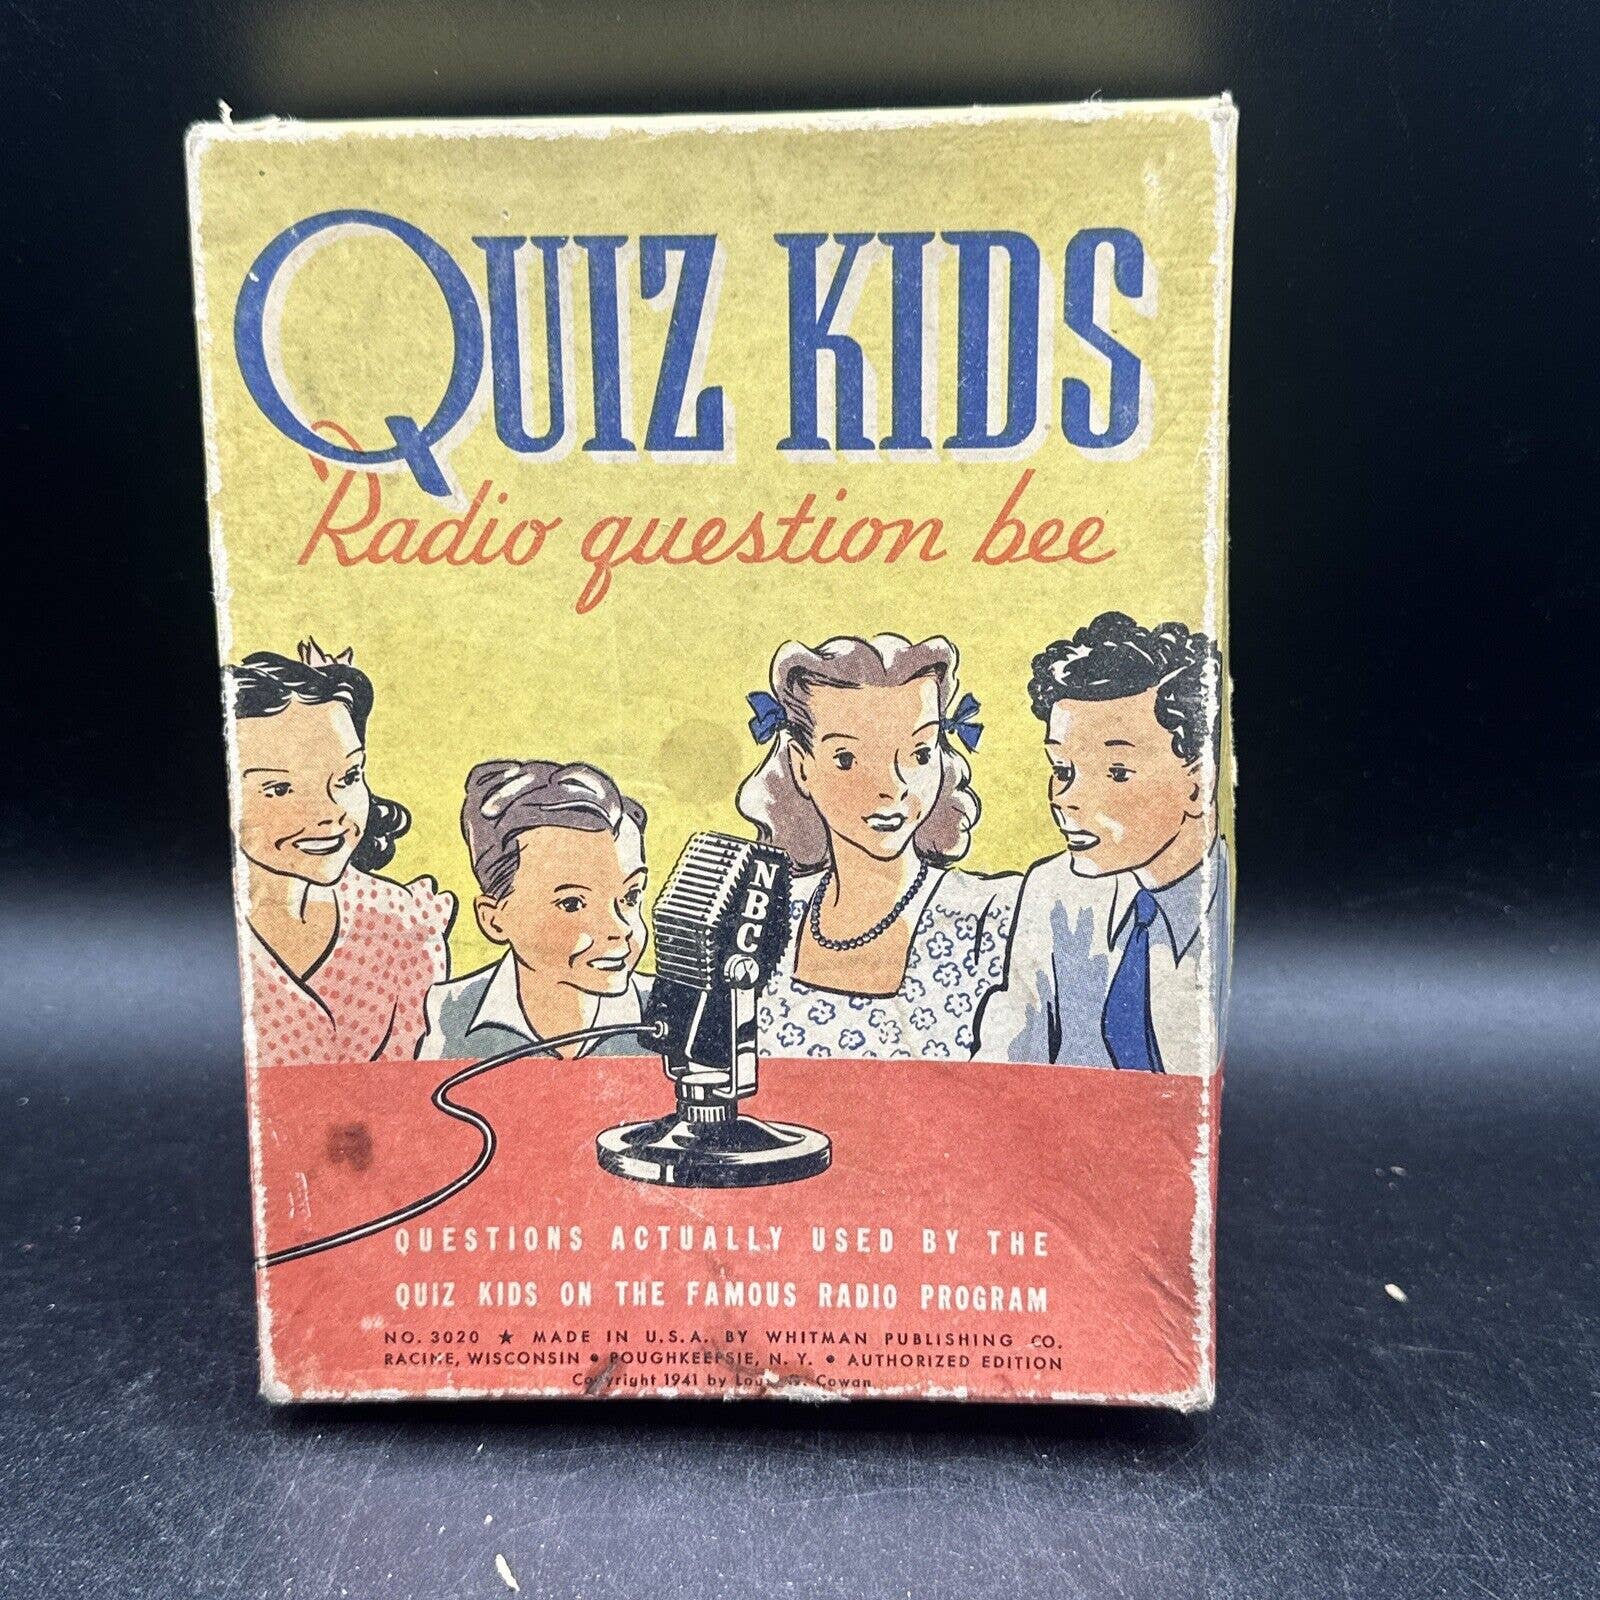 QUIZ KIDS
Radio question bee
NBC
QUESTIONS ACTUALLY USED BY THE
QUIZ KIDS ON THE FAMOUS RADIO PROGRAM
NO. 3020 ★ MADE IN U.S.A. BY WHITMAN PUBLISHING CO.
RACINE, WISCONSIN • POUGHKEEPSIE, N. Y. • AUTHORIZED EDITION
Copyright 1941 by G. Cowan